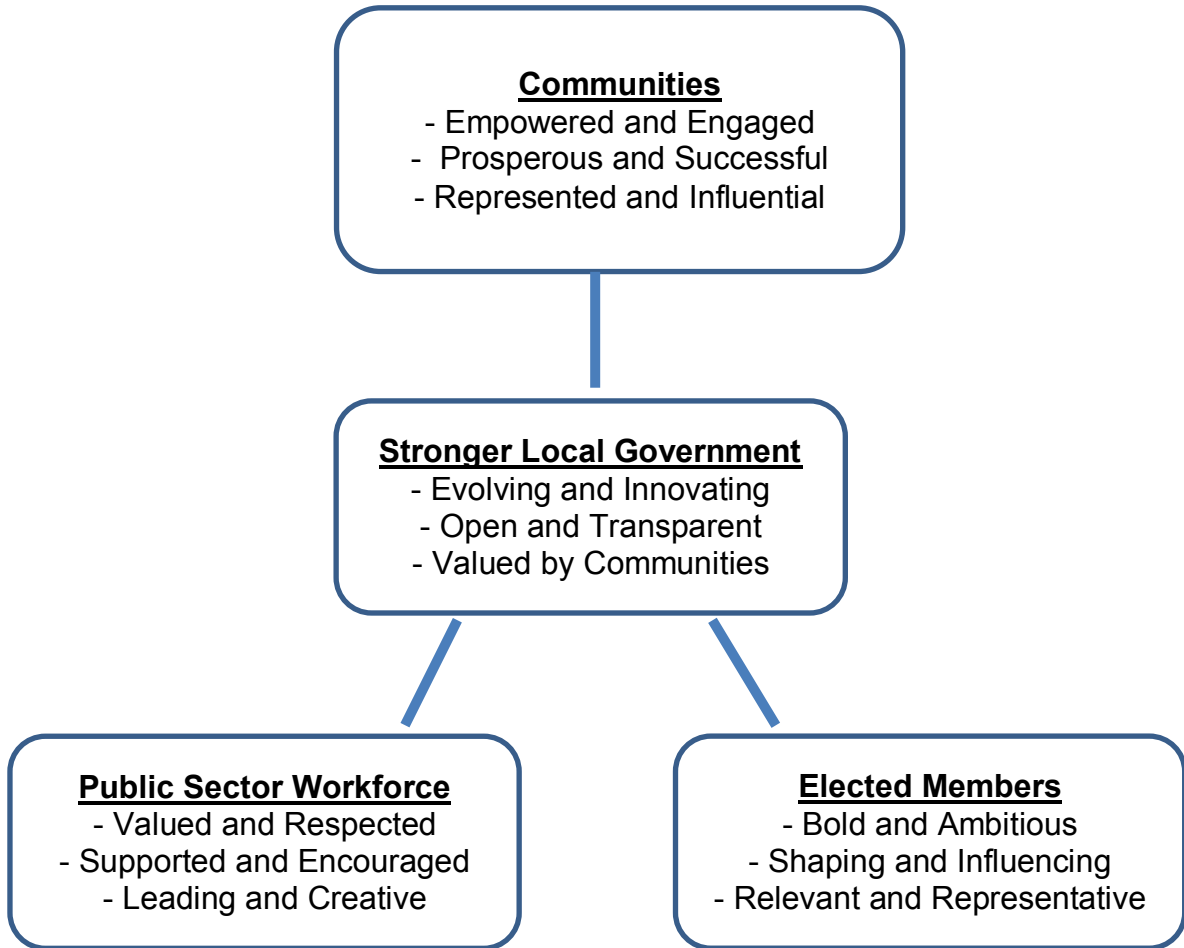 Communities
- Empowered and Engaged
- Prosperous and Successful
- Represented and Influential
Stronger Local Government
- Evolving and Innovating
- Open and Transparent
- Valued by Communities
Public Sector Workforce
- Valued and Respected
- Supported and Encouraged
- Leading and Creative
Elected Members
- Bold and Ambitious
- Shaping and Influencing
- Relevant and Representative